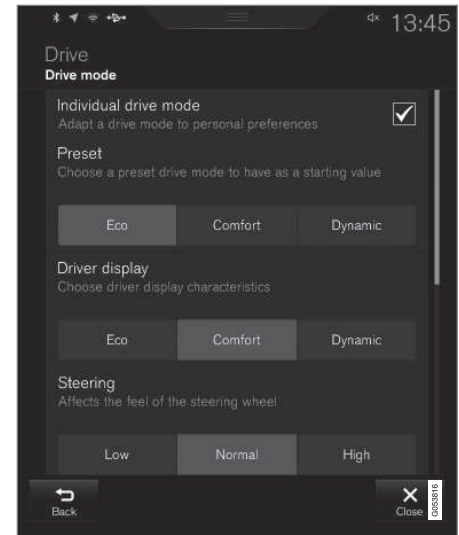 13:45
Drive
Drive mode
Individual drive mode
Adapt a drive mode to personal preferences
Preset
Choose a preset drive mode to have as a starting value
Eco Comfort Dynamic
Driver display
Choose driver display characteristics
Eco Comfort Dynamic
Steering
Affects the feel of the steering wheel
Low Normal High
Back Close
G053816